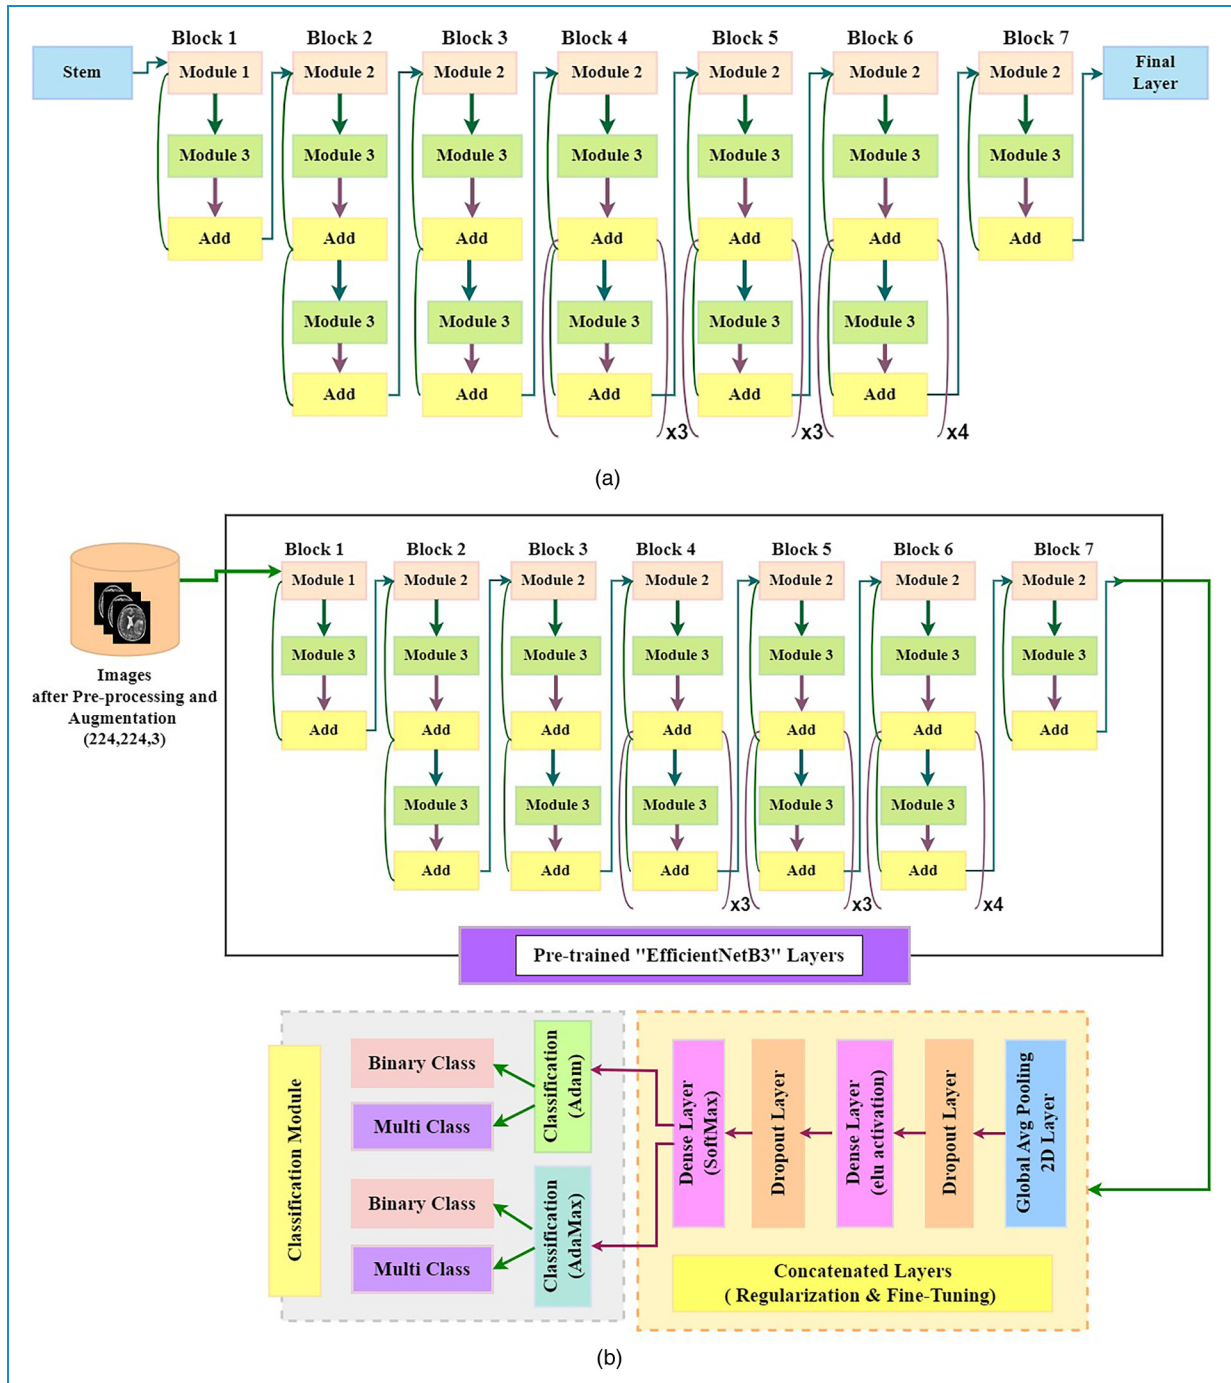 Block 1
Block 2
Block 3
Block 4
Block 5
Block 6
Block 7
Stem
Module 1
Module 2
Module 2
Module 2
Module 2
Module 2
Module 2
Final
Layer
Module 3
Module 3
Module 3
Module 3
Module 3
Module 3
Module 3
Add
Add
Add
Add
Add
Add
Add
Module 3
Module 3
Module 3
Module 3
Module 3
Add
Add
Add
Add
Add
x3
x3
x4
(a)
Block 1
Block 2
Block 3
Block 4
Block 5
Block 6
Block 7
Module 1
Module 2
Module 2
Module 2
Module 2
Module 2
Module 2
Module 3
Module 3
Module 3
Module 3
Module 3
Module 3
Module 3
Images
after Pre-processing and
Augmentation
(224,224,3)
Add
Add
Add
Add
Add
Add
Add
Module 3
Module 3
Module 3
Module 3
Module 3
Add
Add
Add
Add
Add
x3
x3
x4
Pre-trained "EfficientNetB3" Layers
Classification Module
Binary Class
Multi Class
Classification
(Adam)
Binary Class
Multi Class
Classification
(AdaMax)
Dense Layer
(SoftMax)
Dropout Layer
Dense Layer
(elu activation)
Dropout Layer
Global Avg Pooling
2D Layer
Concatenated Layers
( Regularization & Fine-Tuning)
(b)